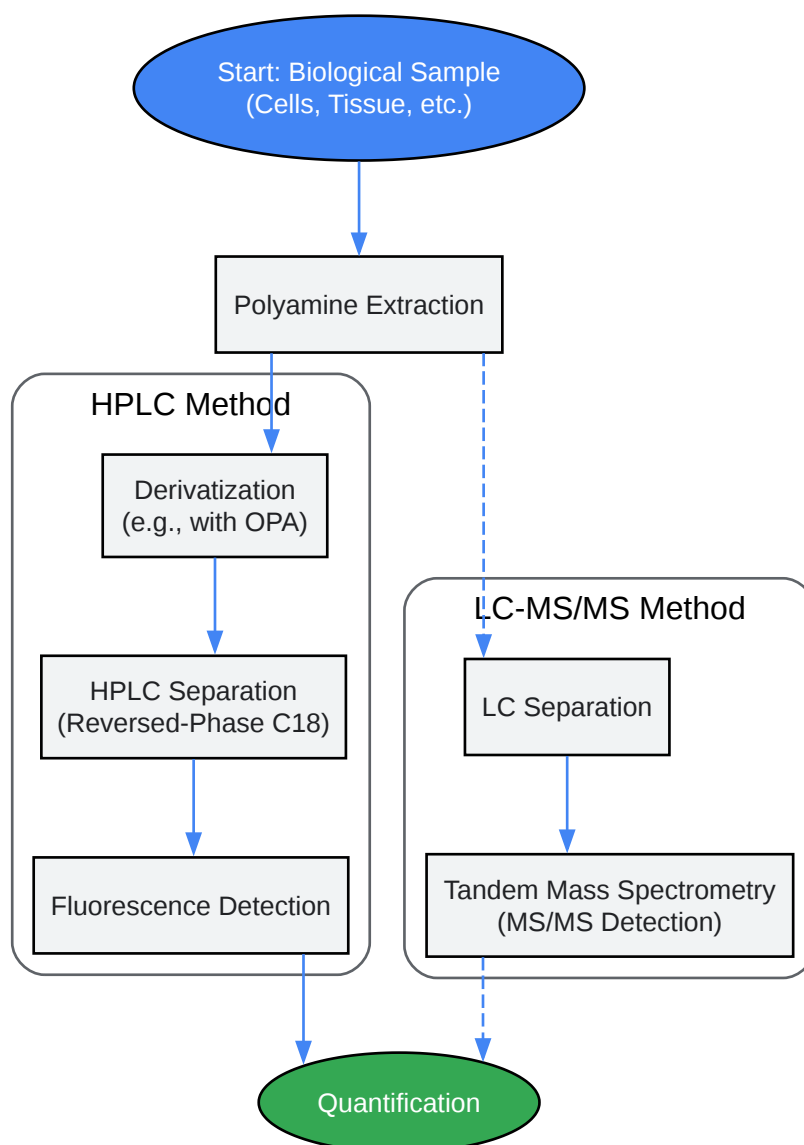 Start: Biological Sample
(Cells, Tissue, etc.)
Polyamine Extraction
HPLC Method
Derivatization
(e.g., with OPA)
HPLC Separation
(Reversed-Phase C18)
Fluorescence Detection
LC-MS/MS Method
LC Separation
Tandem Mass Spectrometry
(MS/MS Detection)
Quantification